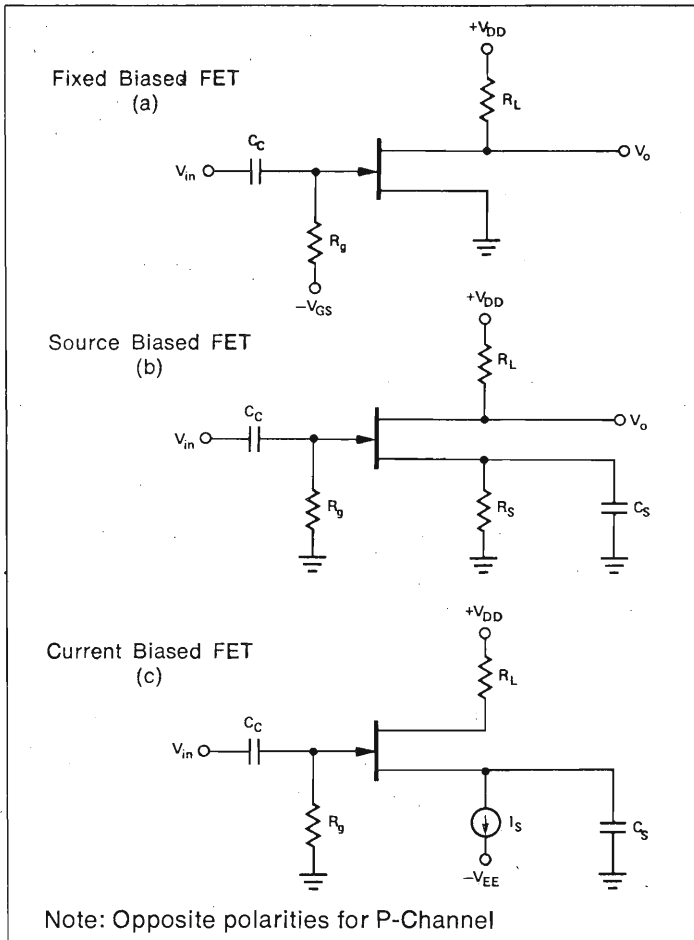 Fixed Biased FET
(a)
+VDD
RL
CC
Vin
Vo
Rg
−VGS
Source Biased FET
(b)
+VDD
RL
CC
Vin
Vo
Rg
RS
CS
Current Biased FET
(c)
+VDD
RL
CC
Vin
Rg
IS
CS
−VEE
Note: Opposite polarities for P-Channel